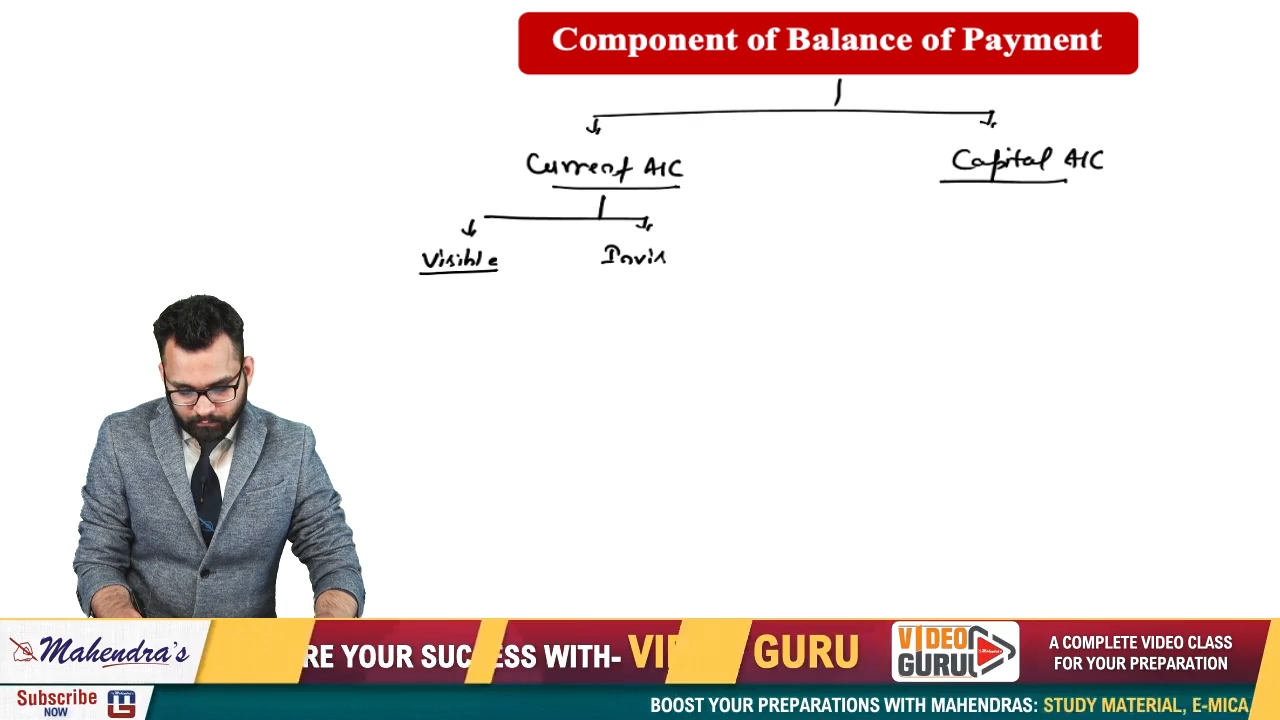 Component of Balance of Payment
Current A/C
Capital A/C
Visible
Invis
Mahendra's
RE YOUR SUC ESS WITH- VI GURU
VIDEO
GURU
A COMPLETE VIDEO CLASS
FOR YOUR PREPARATION
Subscribe
NOW
BOOST YOUR PREPARATIONS WITH MAHENDRAS: STUDY MATERIAL, E-MICA